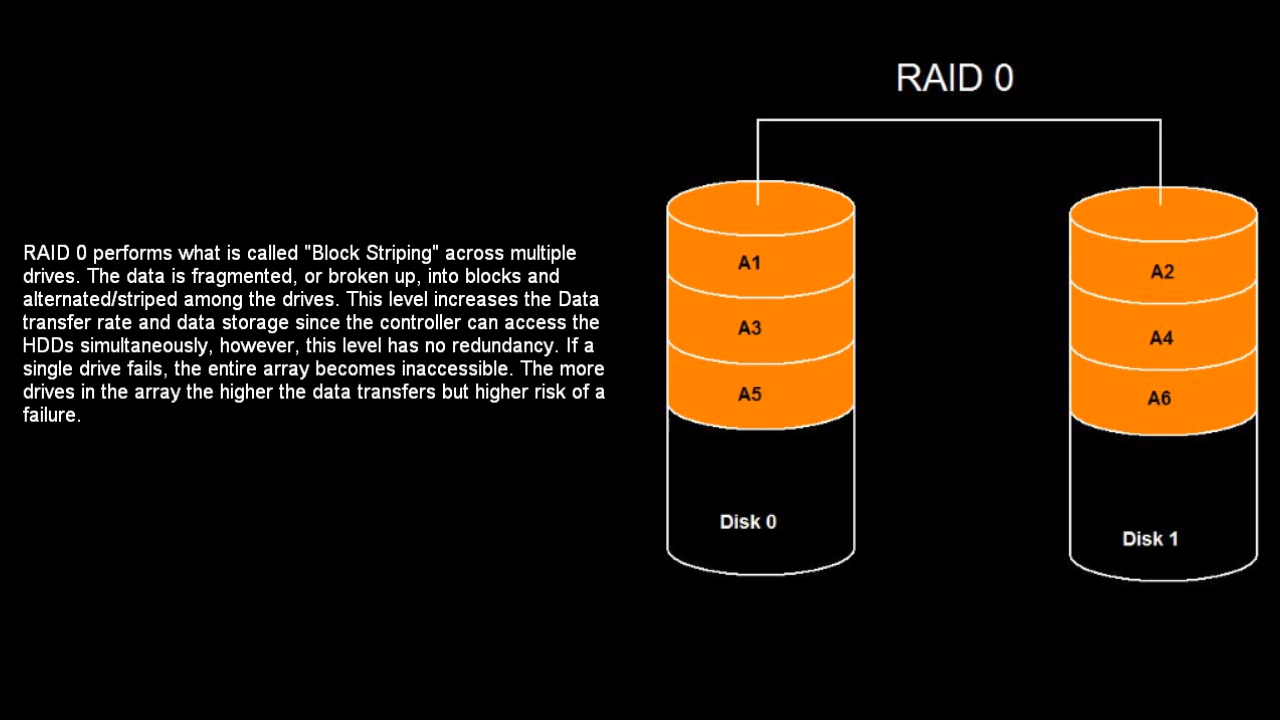 RAID 0
RAID 0 performs what is called "Block Striping" across multiple
drives. The data is fragmented, or broken up, into blocks and
alternated/striped among the drives. This level increases the Data
transfer rate and data storage since the controller can access the
HDDs simultaneously, however, this level has no redundancy. If a
single drive fails, the entire array becomes inaccessible. The more
drives in the array the higher the data transfers but higher risk of a
failure.
A1
A3
A5
Disk 0
A2
A4
A6
Disk 1